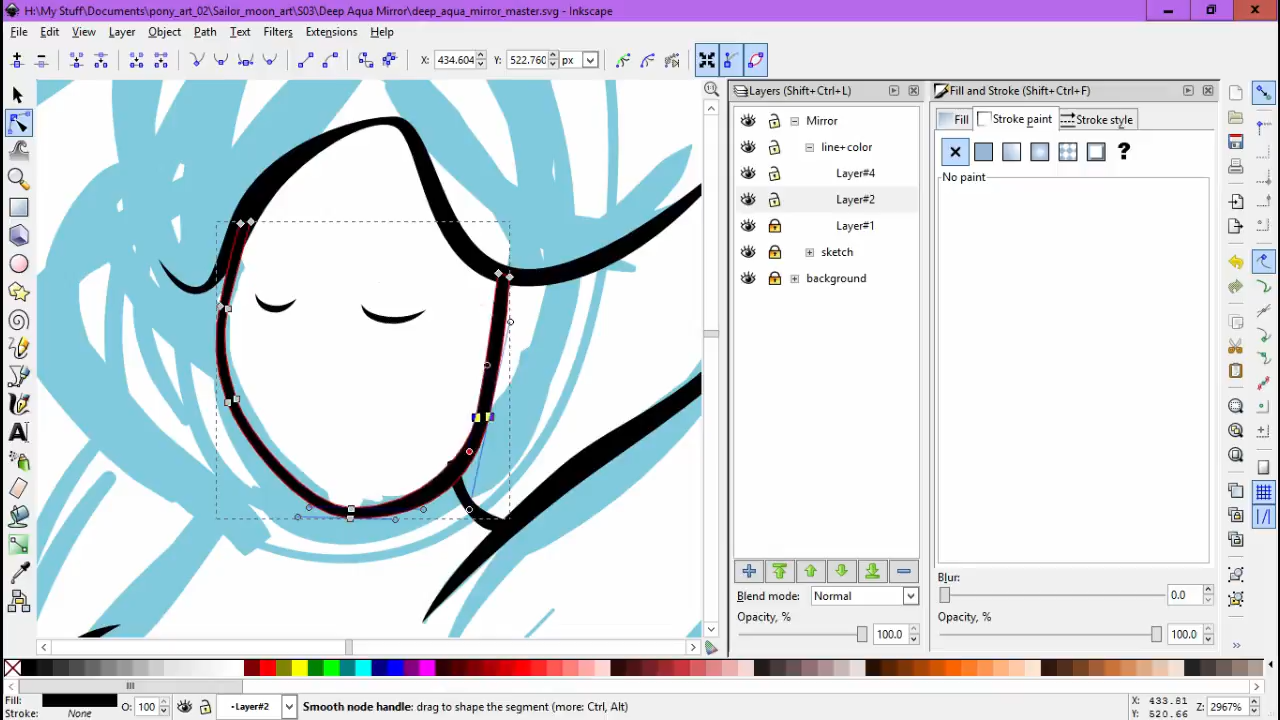 H:\My Stuff\Documents\pony_art_02\Sailor_moon_art\S03\Deep Aqua Mirror\deep_aqua_mirror_master.svg - Inkscape
File Edit View Layer Object Path Text Filters Extensions Help
X: 434.604 Y: 522.760 px
Layers (Shift+Ctrl+L)
Fill and Stroke (Shift+Ctrl+F)
Mirror
line+color
Layer#4
Layer#2
Layer#1
sketch
background
Fill Stroke paint Stroke style
?
No paint
Blend mode: Normal
Opacity, % 100.0
Blur: 0.0
Opacity, % 100.0
Fill:
Stroke: None
O: 100
-Layer#2
Smooth node handle: drag to shape the segment (more: Ctrl, Alt)
X: 433.81
Y: 520.66
Z: 2967%